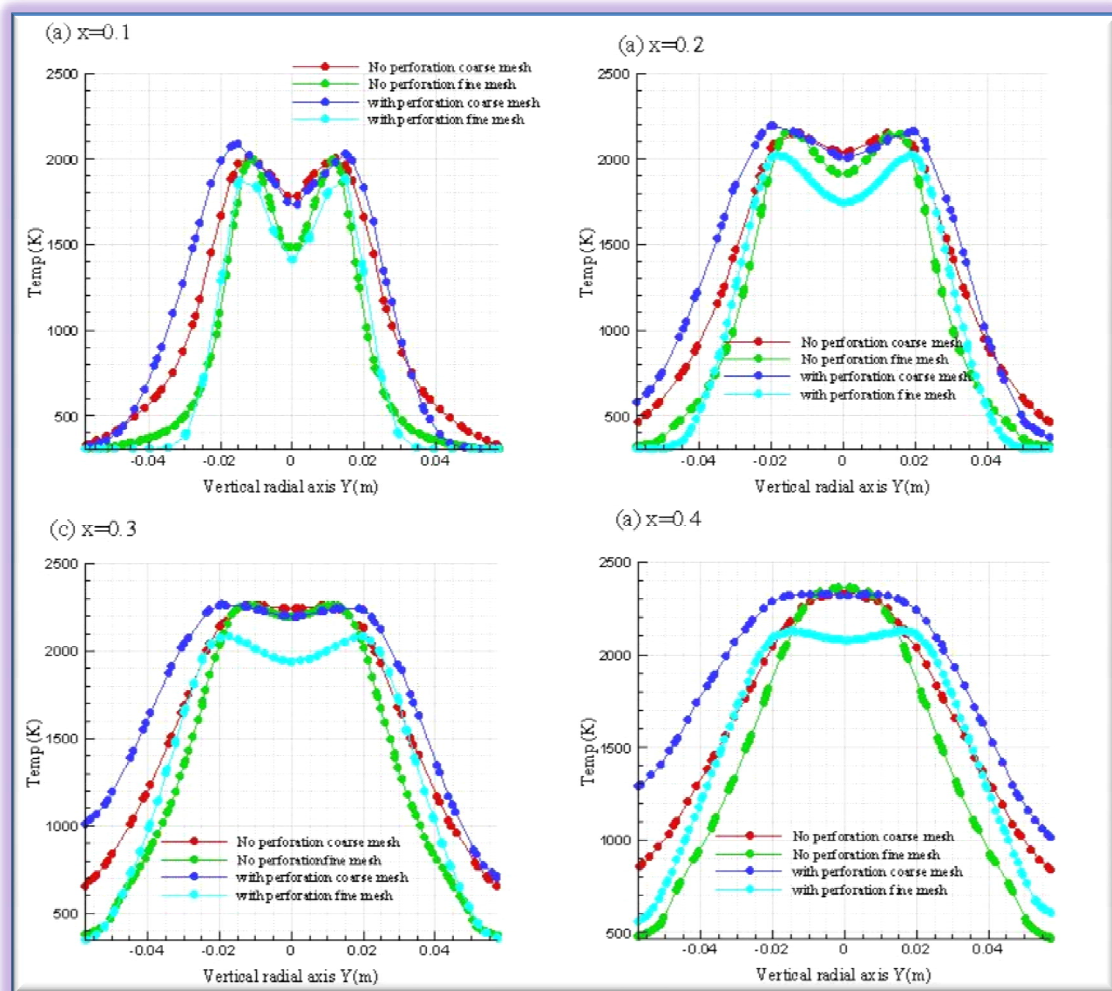 (a) x=0.1
No perforation coarse mesh
No perforation fine mesh
with perforation coarse mesh
with perforation fine mesh
2500
2000
1500
1000
500
Temp (K)
-0.04
-0.02
0
0.02
0.04
Vertical radial axis Y(m)
(a) x=0.2
2500
2000
1500
1000
500
Temp (K)
No perforation coarse mesh
No perforation fine mesh
with perforation coarse mesh
with perforation fine mesh
-0.04
-0.02
0
0.02
0.04
Vertical radial axis Y(m)
(c) x=0.3
2500
2000
1500
1000
500
Temp (K)
No perforation coarse mesh
No perforationfine mesh
with perforation coarse mesh
with perforation fine mesh
-0.04
-0.02
0
0.02
0.04
Vertical radial axis Y(m)
(a) x=0.4
2500
2000
1500
1000
500
Temp (K)
No perforation coarse mesh
No perforation fine mesh
with perforation coarse mesh
with perforation fine mesh
-0.04
-0.02
0
0.02
0.04
Vertical radial axis Y(m)